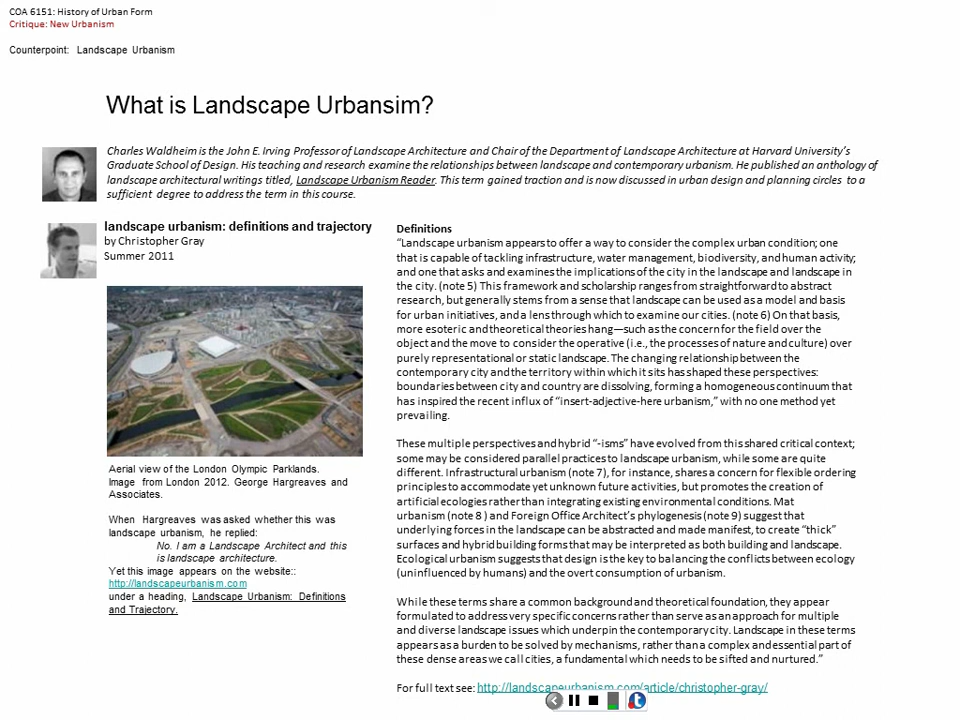 COA 6151: History of Urban Form
Critique: New Urbanism
Counterpoint: Landscape Urbanism
What is Landscape Urbansim?
Charles Waldheim is the John E. Irving Professor of Landscape Architecture and Chair of the Department of Landscape Architecture at Harvard University's
Graduate School of Design. His teaching and research examine the relationships between landscape and contemporary urbanism. He published an anthology of
landscape architectural writings titled, Landscape Urbanism Reader. This term gained traction and is now discussed in urban design and planning circles to a
sufficient degree to address the term in this course.
landscape urbanism: definitions and trajectory
by Christopher Gray
Summer 2011
Aerial view of the London Olympic Parklands.
Image from London 2012. George Hargreaves and
Associates.
When Hargreaves was asked whether this was
landscape urbanism, he replied:
No. I am a Landscape Architect and this
is landscape architecture.
Yet this image appears on the website::
http://landscapeurbanism.com
under a heading, Landscape Urbanism: Definitions
and Trajectory.
Definitions
“Landscape urbanism appears to offer a way to consider the complex urban condition; one
that is capable of tackling infrastructure, water management, biodiversity, and human activity;
and one that asks and examines the implications of the city in the landscape and landscape in
the city. (note 5) This framework and scholarship ranges from straightforward to abstract
research, but generally stems from a sense that landscape can be used as a model and basis
for urban initiatives, and a lens through which to examine our cities. (note 6) On that basis,
more esoteric and theoretical theories hang—such as the concern for the field over the
object and the move to consider the operative (i.e., the processes of nature and culture) over
purely representational or static landscape. The changing relationship between the
contemporary city and the territory within which it sits has shaped these perspectives:
boundaries between city and country are dissolving, forming a homogeneous continuum that
has inspired the recent influx of “insert-adjective-here urbanism,” with no one method yet
prevailing.
These multiple perspectives and hybrid “-isms” have evolved from this shared critical context;
some may be considered parallel practices to landscape urbanism, while some are quite
different. Infrastructural urbanism (note 7), for instance, shares a concern for flexible ordering
principles to accommodate yet unknown future activities, but promotes the creation of
artificial ecologies rather than integrating existing environmental conditions. Mat
urbanism (note 8 ) and Foreign Office Architect's phylogenesis (note 9) suggest that
underlying forces in the landscape can be abstracted and made manifest, to create “thick”
surfaces and hybrid building forms that may be interpreted as both building and landscape.
Ecological urbanism suggests that design is the key to balancing the conflicts between ecology
(uninfluenced by humans) and the overt consumption of urbanism.
While these terms share a common background and theoretical foundation, they appear
formulated to address very specific concerns rather than serve as an approach for multiple
and diverse landscape issues which underpin the contemporary city. Landscape in these terms
appears as a burden to be solved by mechanisms, rather than a complex and essential part of
these dense areas we call cities, a fundamental which needs to be sifted and nurtured.”
For full text see: http://landscapeurbanism.com/article/christopher-gray/